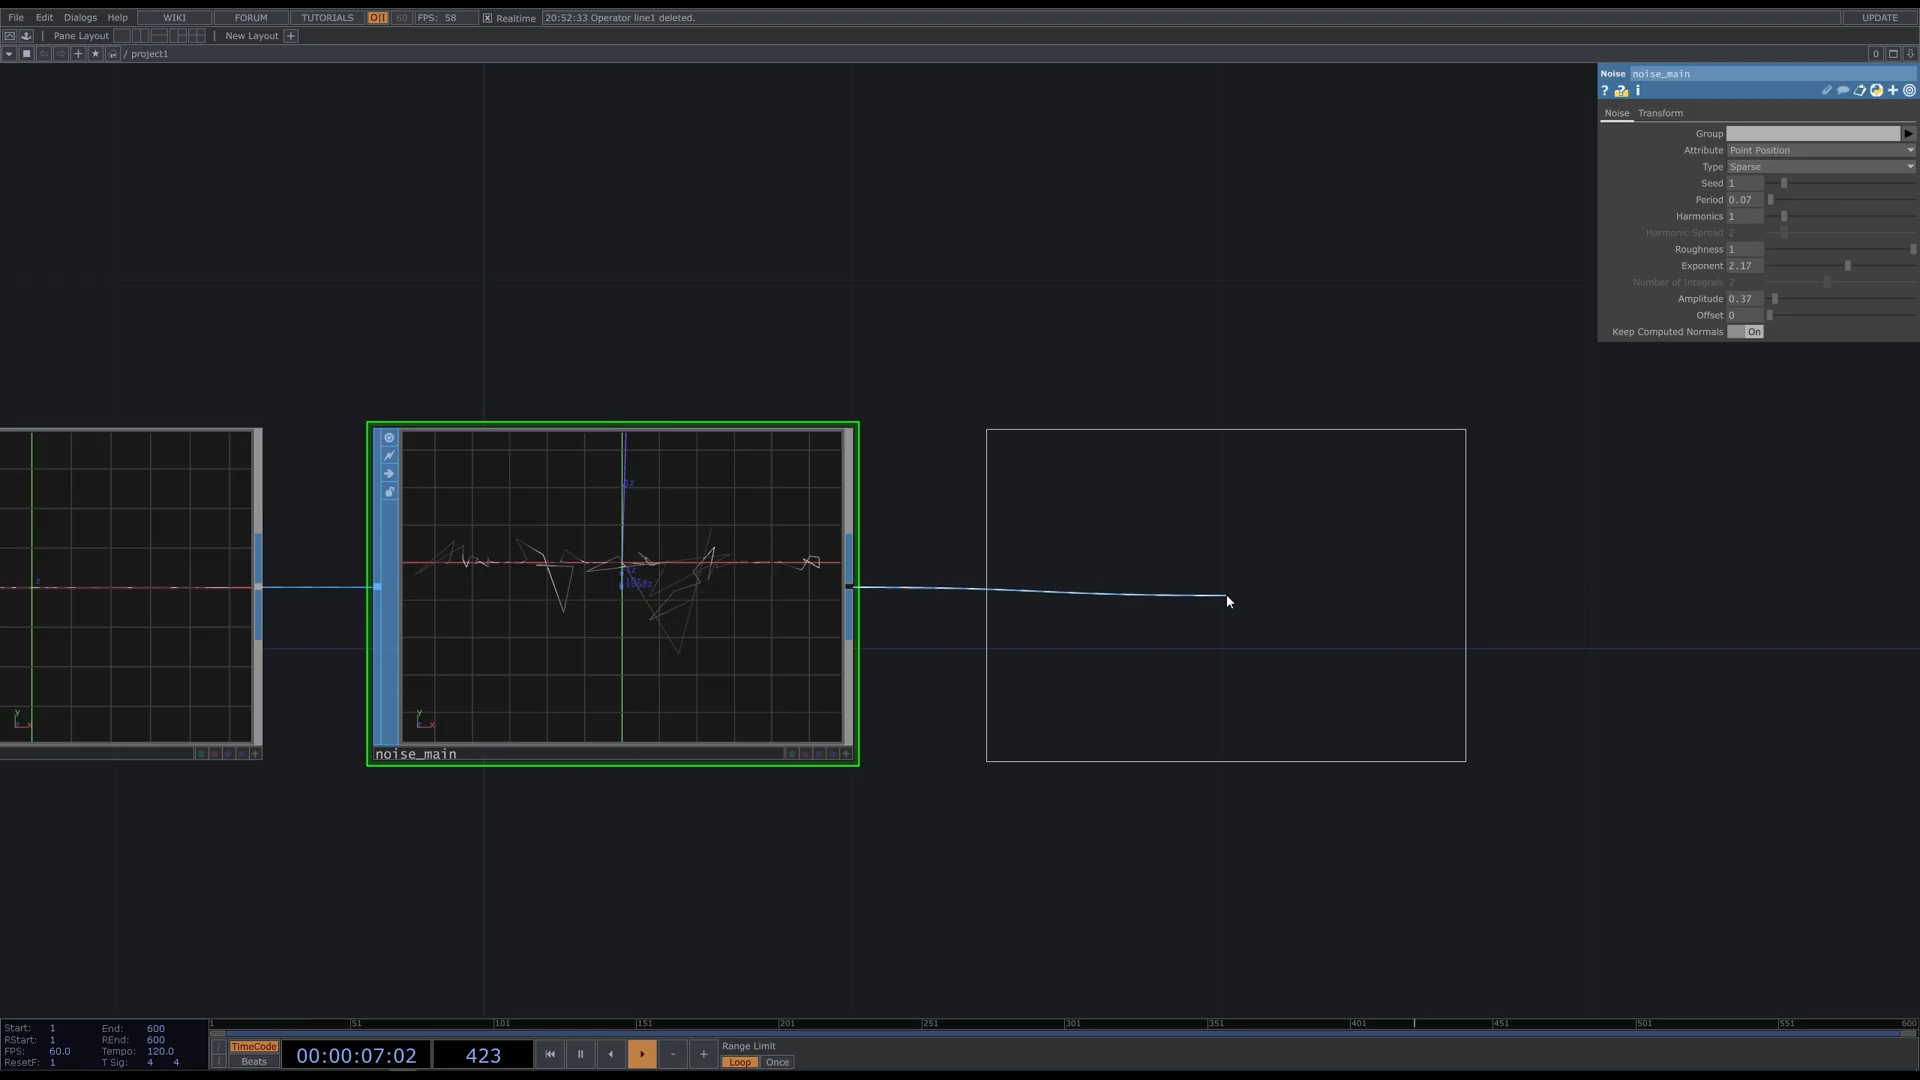 File Edit Dialogs Help WIKI FORUM TUTORIALS O|I 60 FPS: 58 Realtime 20:52:33 Operator line1 deleted. UPDATE
Pane Layout New Layout +
/ project1 0
Noise noise_main
? ? i
Noise Transform
Group
Attribute Point Position
Type Sparse
Seed 1
Period 0.07
Harmonics 1
Harmonic Spread 2
Roughness 1
Exponent 2.17
Number of Integrals 2
Amplitude 0.37
Offset 0
Keep Computed Normals On
z
y
x
y
x
noise_main
1 51 101 151 201 251 301 351 401 451 501 551 600
Start: 1 End: 600
RStart: 1 REnd: 600
FPS: 60.0 Tempo: 120.0
ResetF: 1 T Sig: 4 4
TimeCode
Beats
00:00:07:02 423
- +
Range Limit
Loop Once